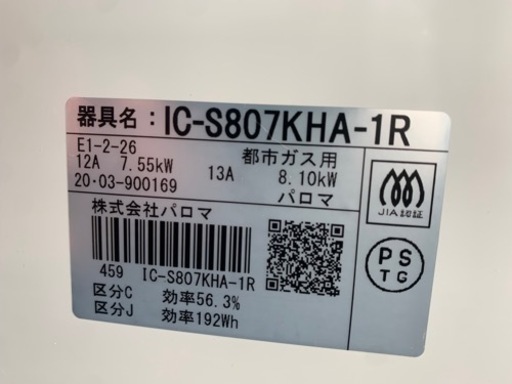 器具名：IC-S807KHA-1R
E1-2-26
都市ガス用
12A 7.55kW 13A 8.10kW
20・03-900169 パロマ
JIA認証
株式会社パロマ
PS
TG
459 IC-S807KHA-1R
区分C 効率56.3%
区分J 効率192Wh